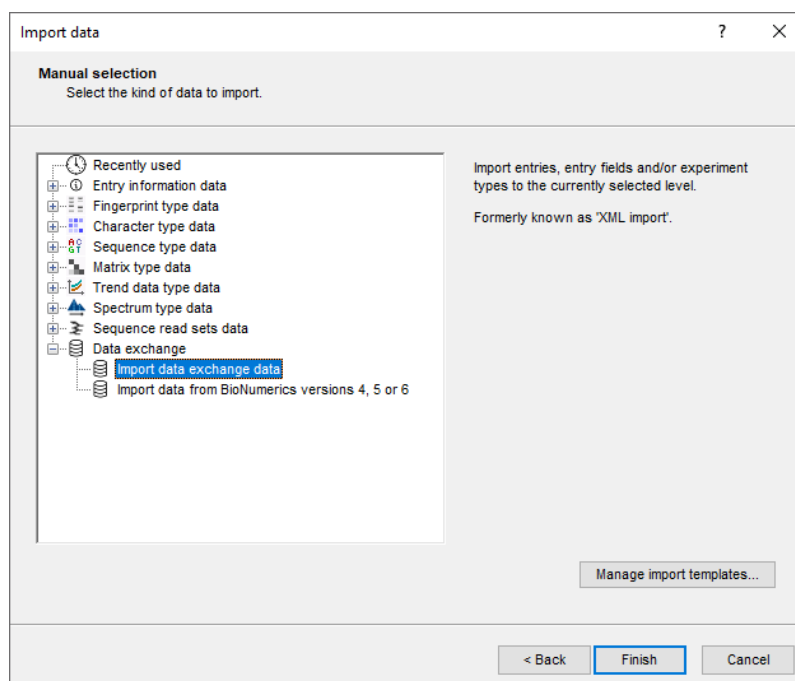 Import data
?
Manual selection
Select the kind of data to import.
Recently used
Entry information data
Fingerprint type data
Character type data
Sequence type data
Matrix type data
Trend data type data
Spectrum type data
Sequence read sets data
Data exchange
Import data exchange data
Import data from BioNumerics versions 4, 5 or 6
Import entries, entry fields and/or experiment
types to the currently selected level.
Formerly known as 'XML import'.
Manage import templates...
< Back
Finish
Cancel